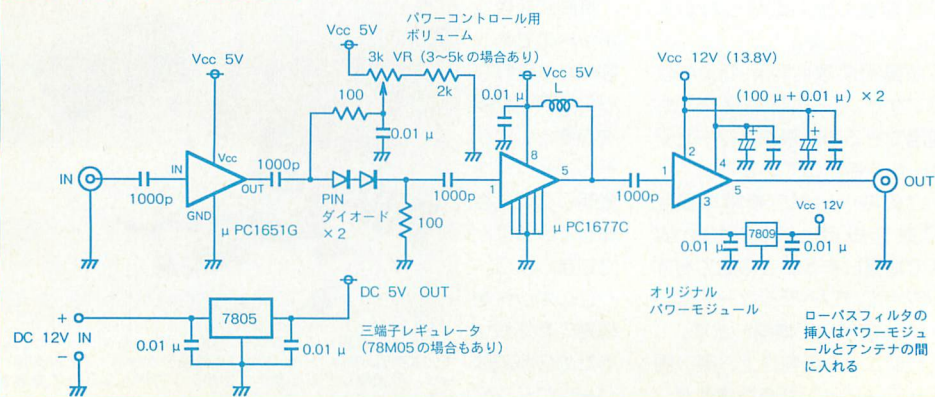 パワーコントロール用
ボリューム
Vcc 5V
3k VR (3〜5kの場合あり)
2k
100
0.01 μ
Vcc 5V
IN
1000p
IN
Vcc
OUT
GND
μ PC1651G
1000p
PIN
ダイオード
×2
100
1000p
Vcc 5V
L
0.01 μ
8
1
5
μ PC1677C
1000p
Vcc 12V (13.8V)
(100 μ + 0.01 μ) × 2
+
+
1
2
4
5
3
OUT
Vcc 12V
7809
0.01 μ
0.01 μ
オリジナル
パワーモジュール
ローパスフィルタの
挿入はパワーモジュ
ールとアンテナの間
に入れる
DC 5V OUT
+
DC 12V IN
−
7805
0.01 μ
0.01 μ
三端子レギュレータ
(78M05の場合もあり)